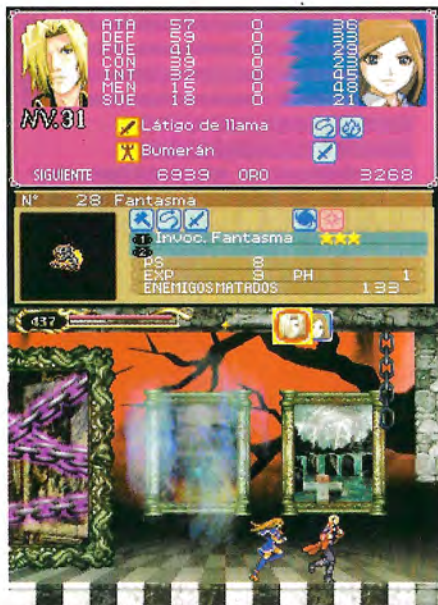 ATA 57 0 36
DEF 59 0 33
FUE 41 0 29
CON 39 0 23
INT 32 0 45
MEN 15 0 48
SUE 18 0 21
NV.31
Látigo de llama
Bumerán
SIGUIENTE 6939 ORO 3268
N° 28 Fantasma
1 Invoc. Fantasma
2
PS 8
EXP 9 PH 1
ENEMIGOS MATADOS 133
437